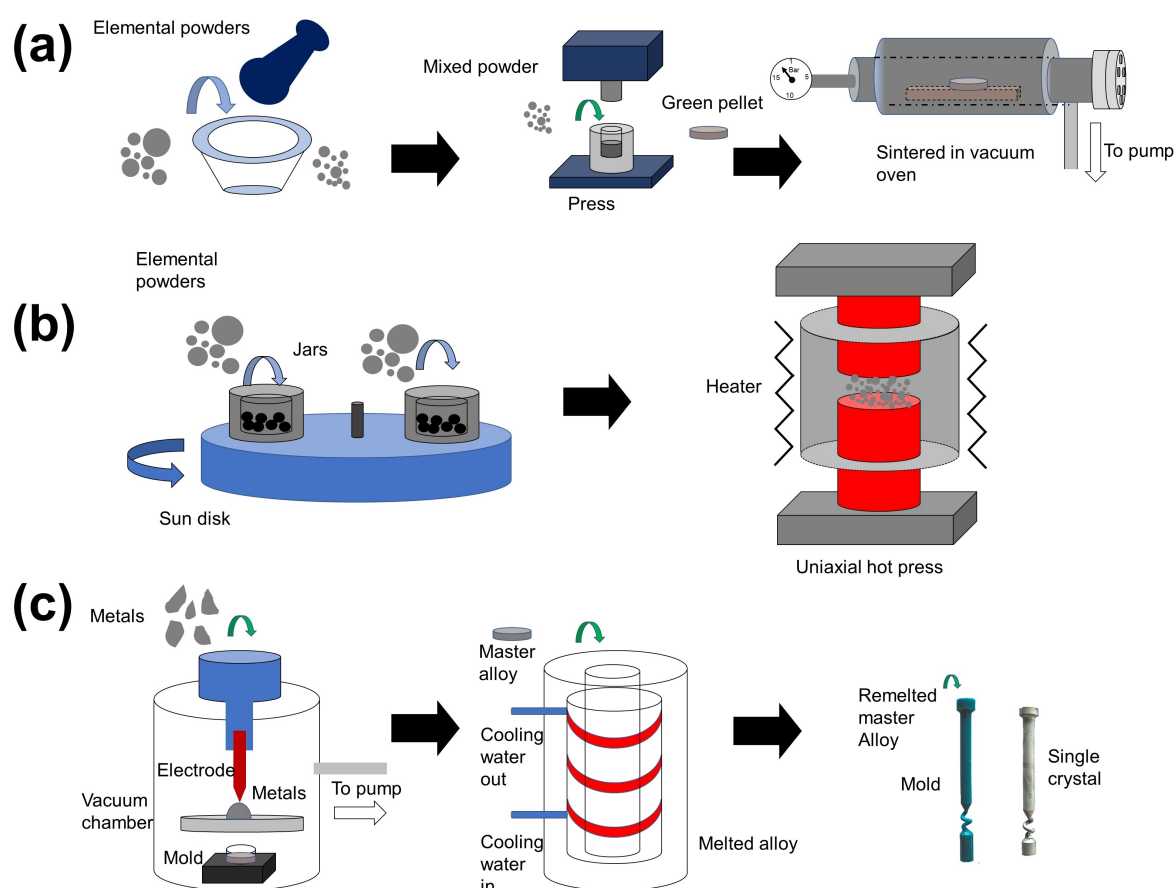 (a)
Elemental powders
Mixed powder
Green pellet
Press
1
Bar
15
5
10
Sintered in vacuum
oven
To pump
(b)
Elemental
powders
Jars
Sun disk
Heater
Uniaxial hot press
(c)
Metals
Electrode
Metals
To pump
Vacuum
chamber
Mold
Master
alloy
Cooling
water
out
Cooling
water
in
Melted alloy
Remelted
master
Alloy
Mold
Single
crystal